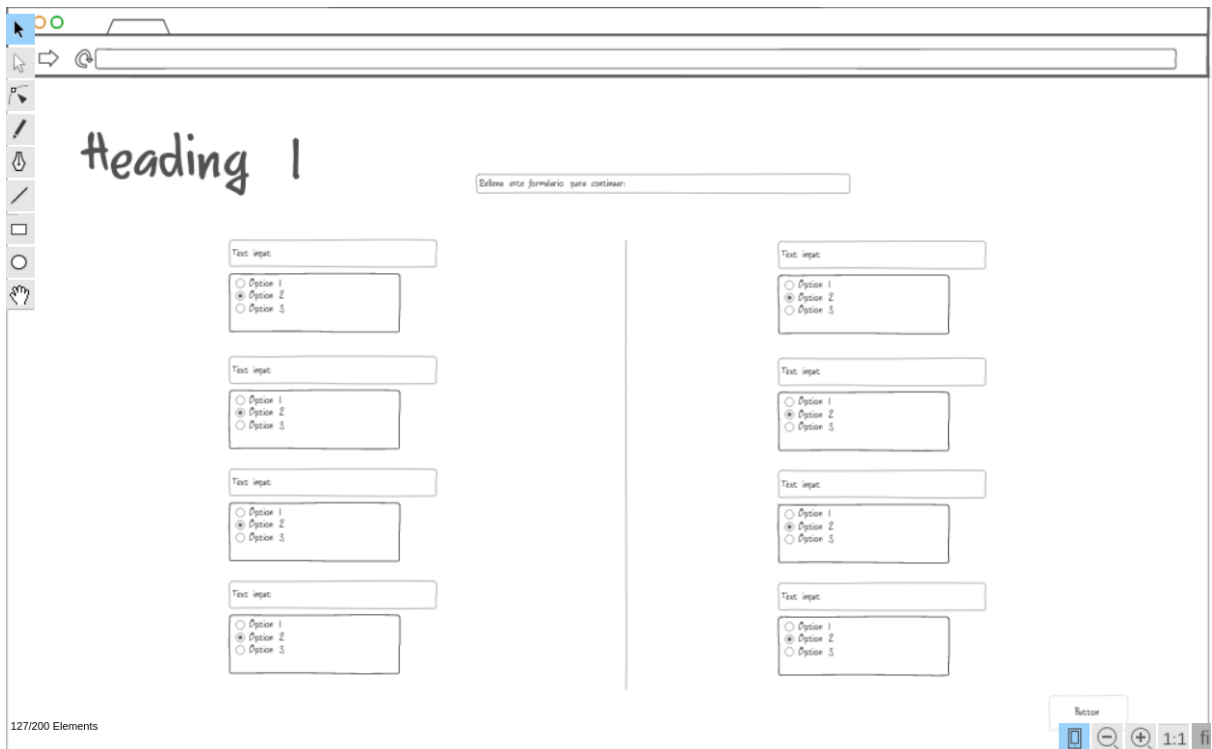 Heading 1
Rellena este formulario para continuar:
Text input
Option 1
Option 2
Option 3
Text input
Option 1
Option 2
Option 3
Text input
Option 1
Option 2
Option 3
Text input
Option 1
Option 2
Option 3
Text input
Option 1
Option 2
Option 3
Text input
Option 1
Option 2
Option 3
Text input
Option 1
Option 2
Option 3
Text input
Option 1
Option 2
Option 3
Button
127/200 Elements
1:1
fi